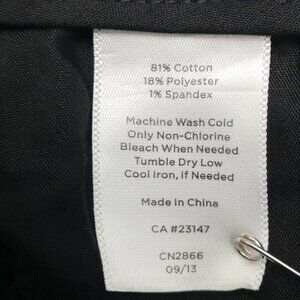 81% Cotton
18% Polyester
1% Spandex
Machine Wash Cold
Only Non-Chlorine
Bleach When Needed
Tumble Dry Low
Cool Iron, If Needed
Made in China
CA #23147
CN2866
09/13